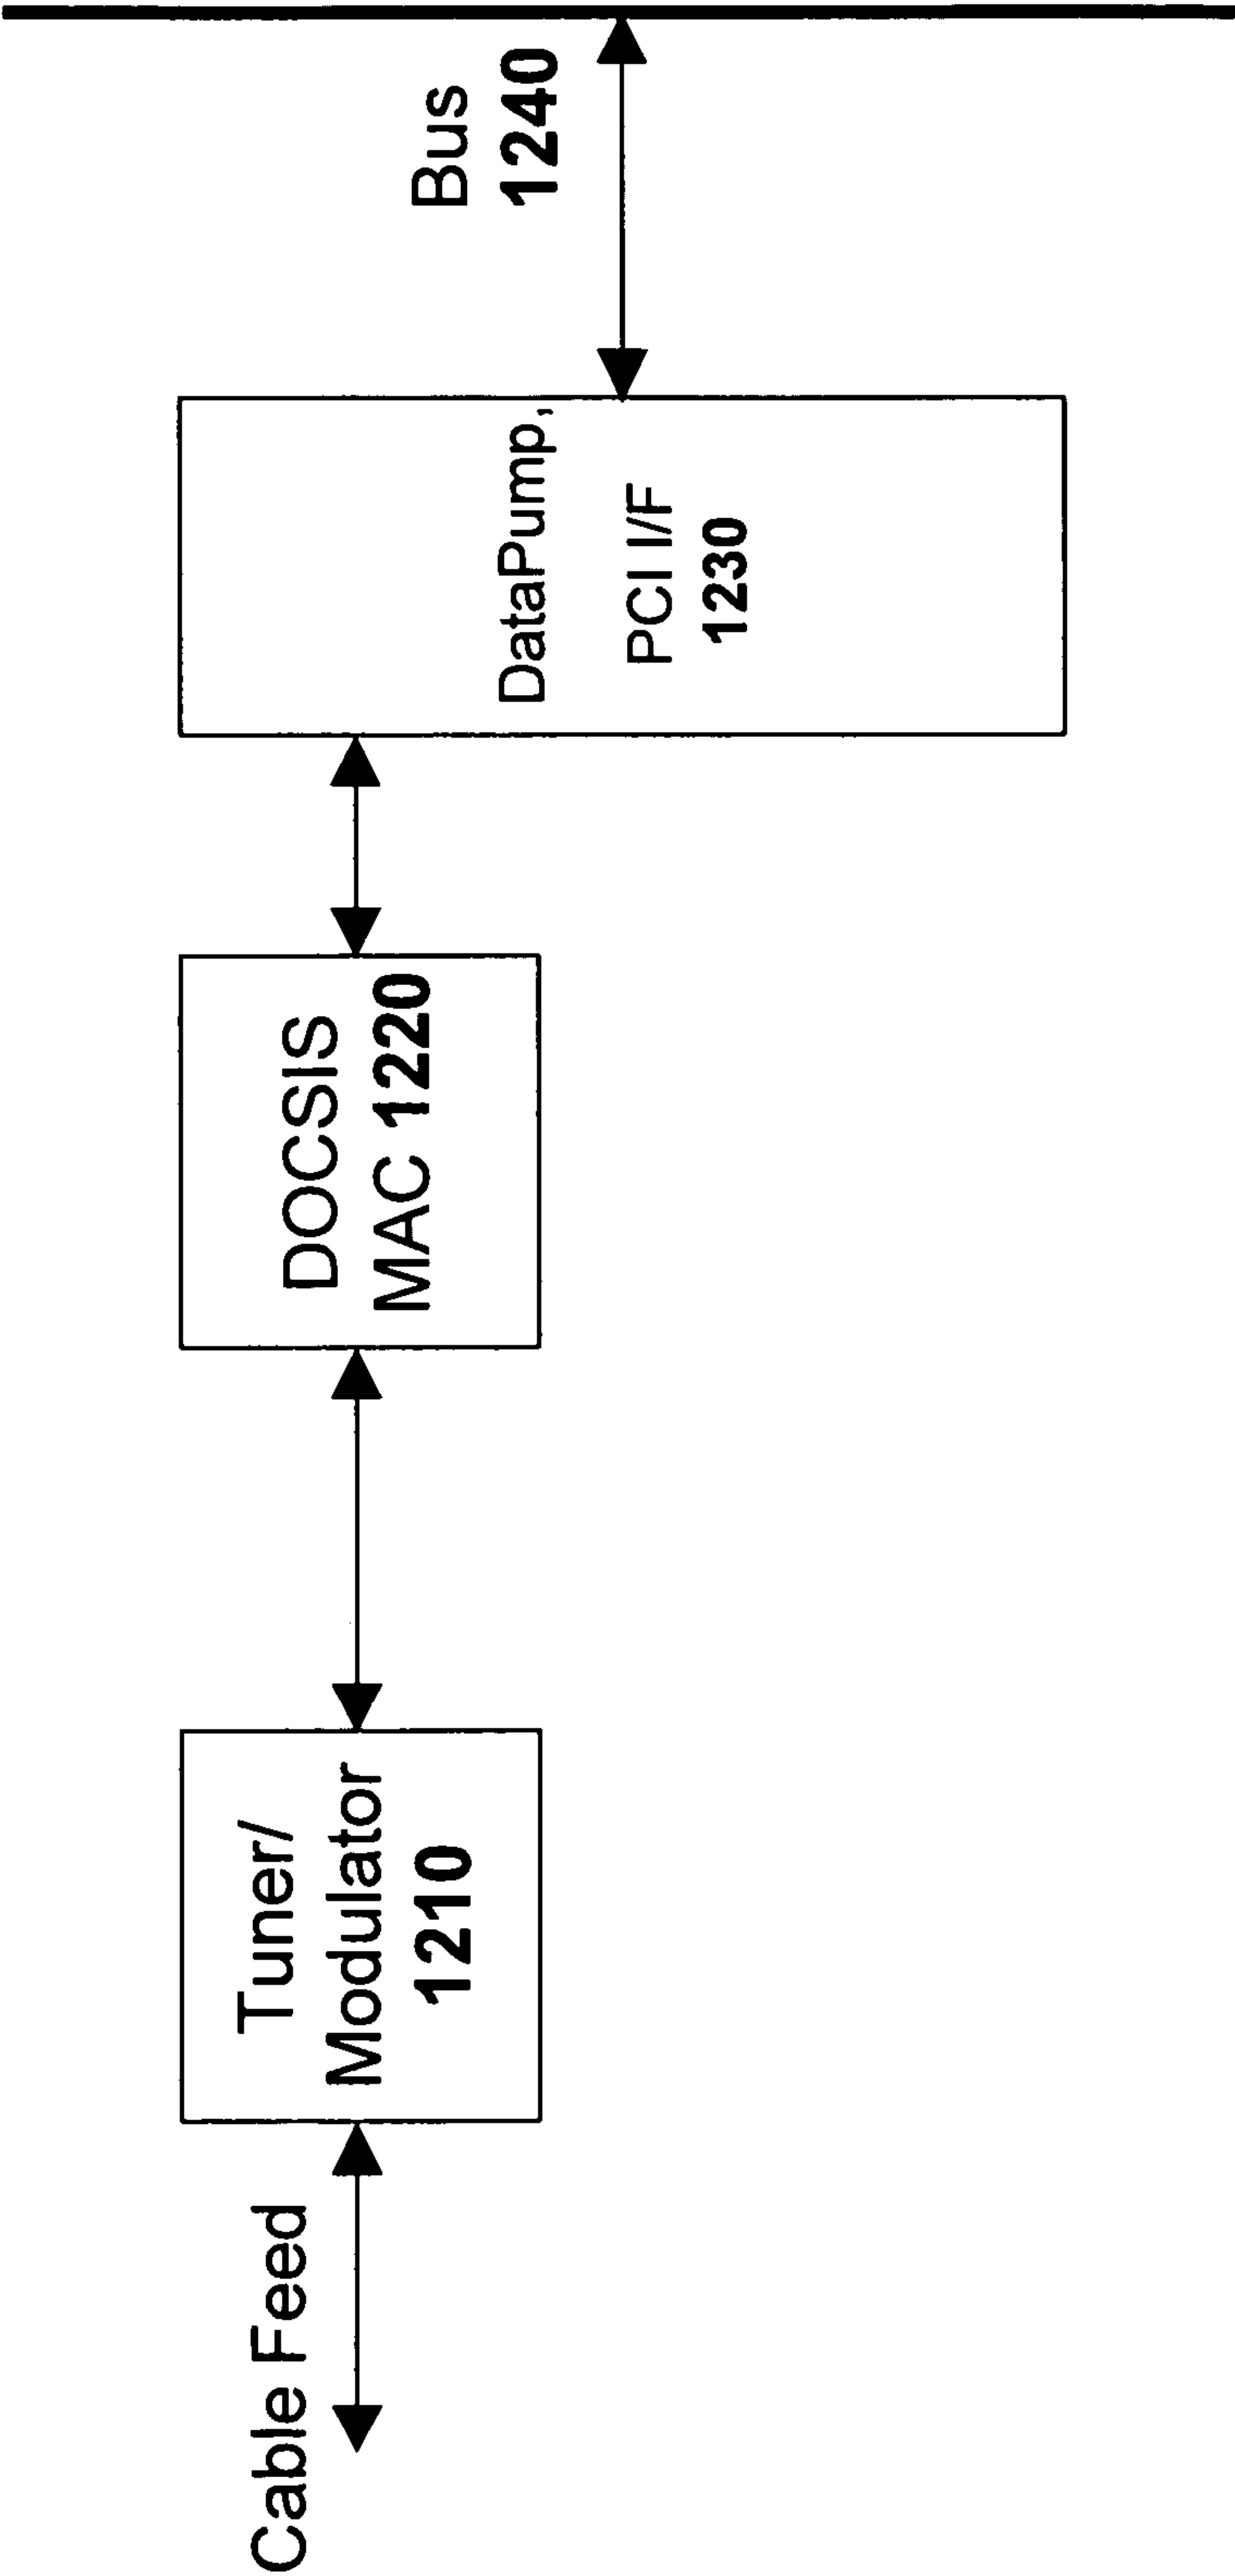 Cable Feed
Tuner/
Modulator
1210
DOCSIS
MAC 1220
DataPump,
PCI I/F
1230
Bus
1240